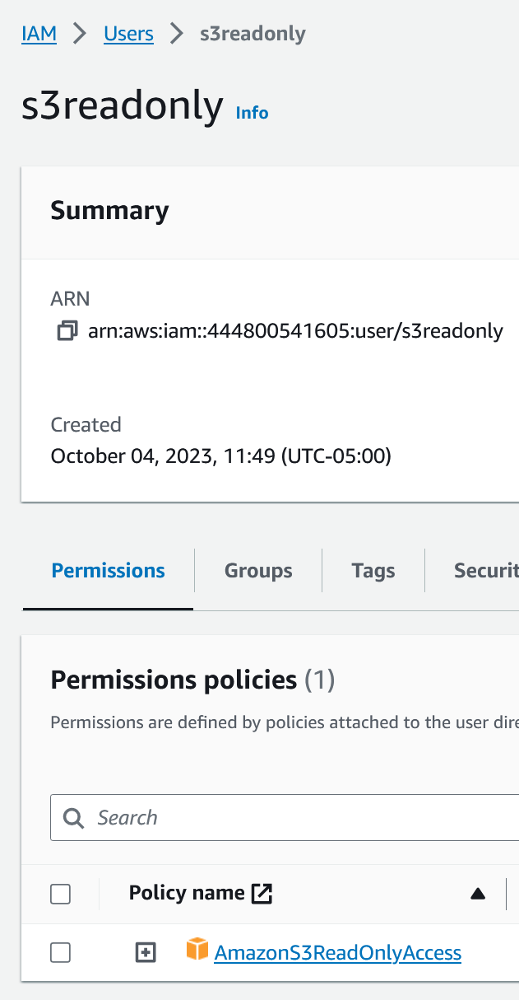 IAM > Users > s3readonly
s3readonly Info
Summary
ARN
arn:aws:iam::444800541605:user/s3readonly
Created
October 04, 2023, 11:49 (UTC-05:00)
Permissions Groups Tags Securit
Permissions policies (1)
Permissions are defined by policies attached to the user dire
Search
Policy name
AmazonS3ReadOnlyAccess